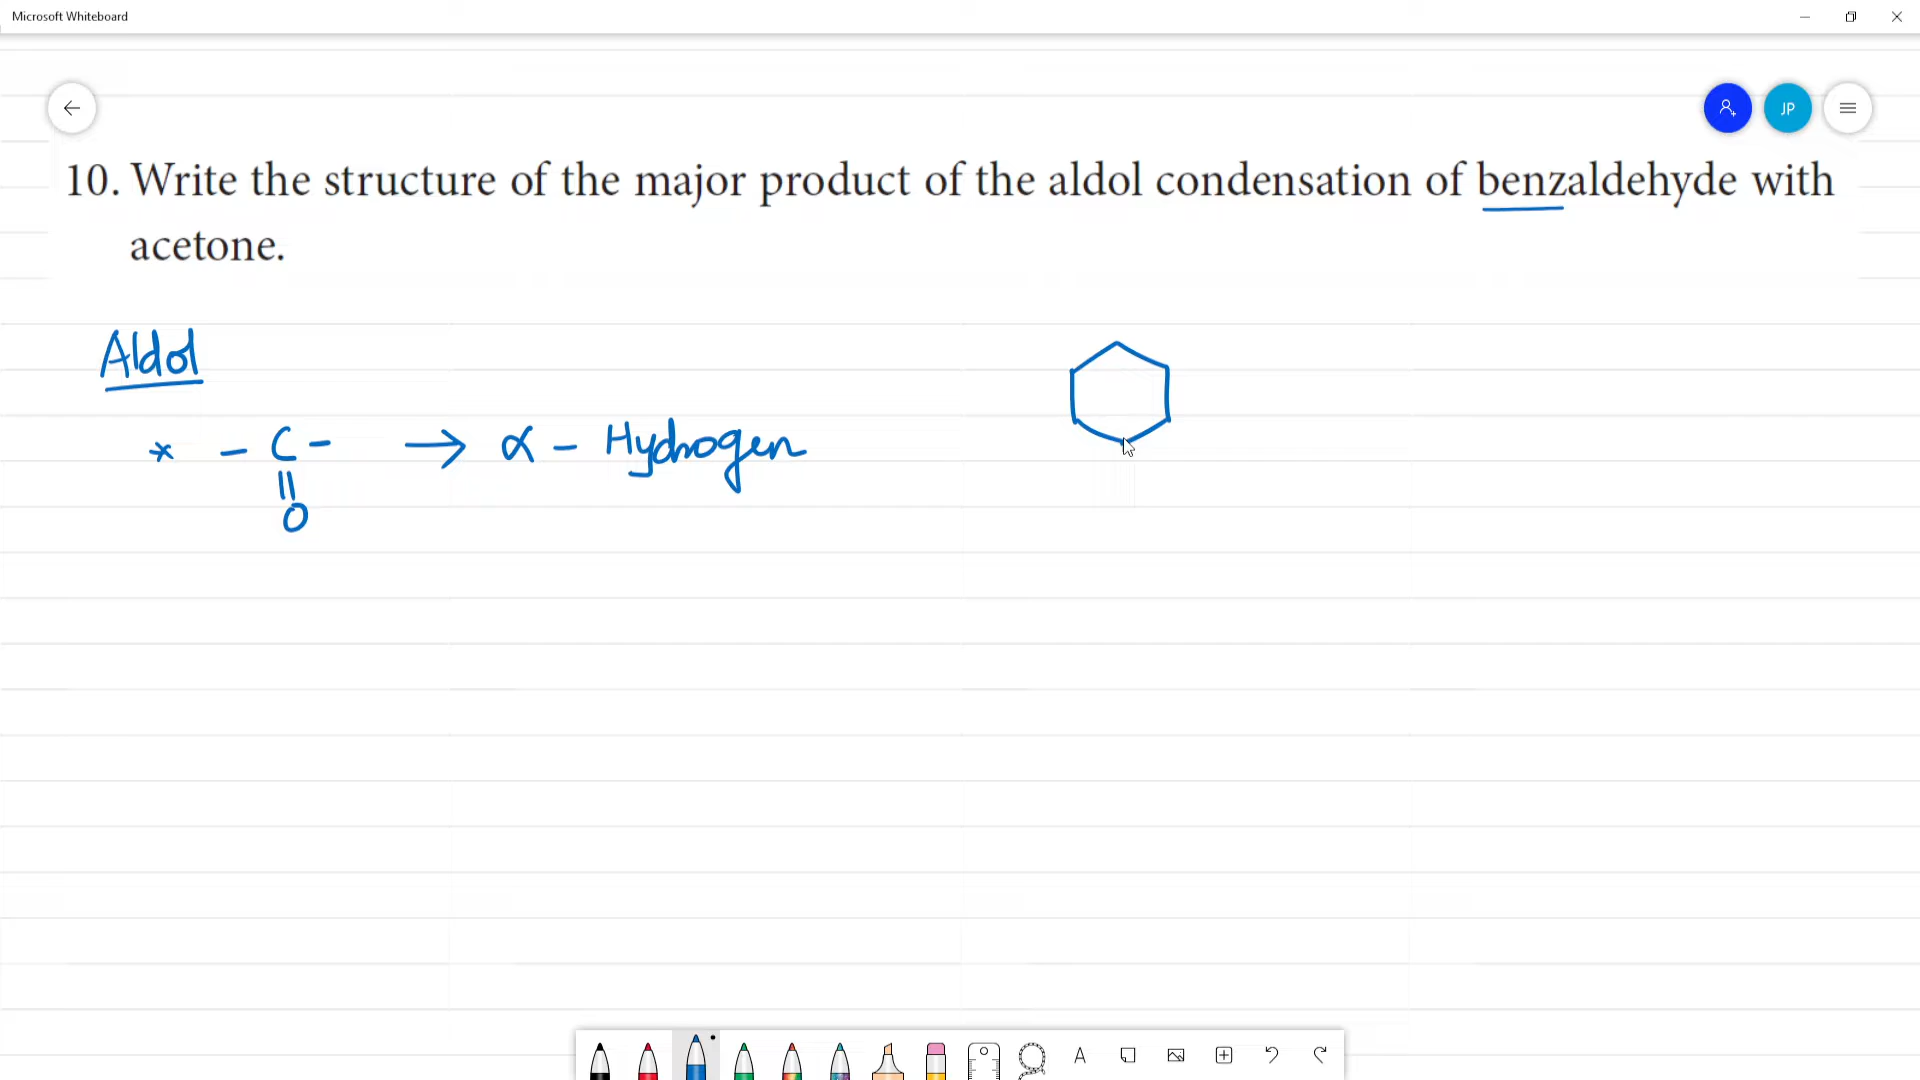 Microsoft Whiteboard
JP
10. Write the structure of the major product of the aldol condensation of benzaldehyde with
acetone.
Aldol
* - C - → α - Hydrogen
||
O
A